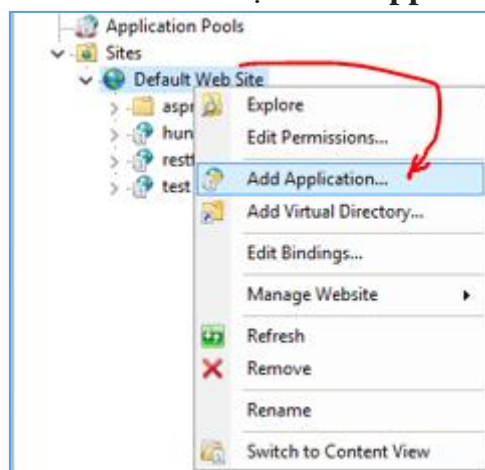 Application Pools
Sites
Default Web Site
Explore
Edit Permissions...
Add Application...
test
Add Virtual Directory...
Edit Bindings...
Manage Website
Refresh
Remove
Rename
Switch to Content View